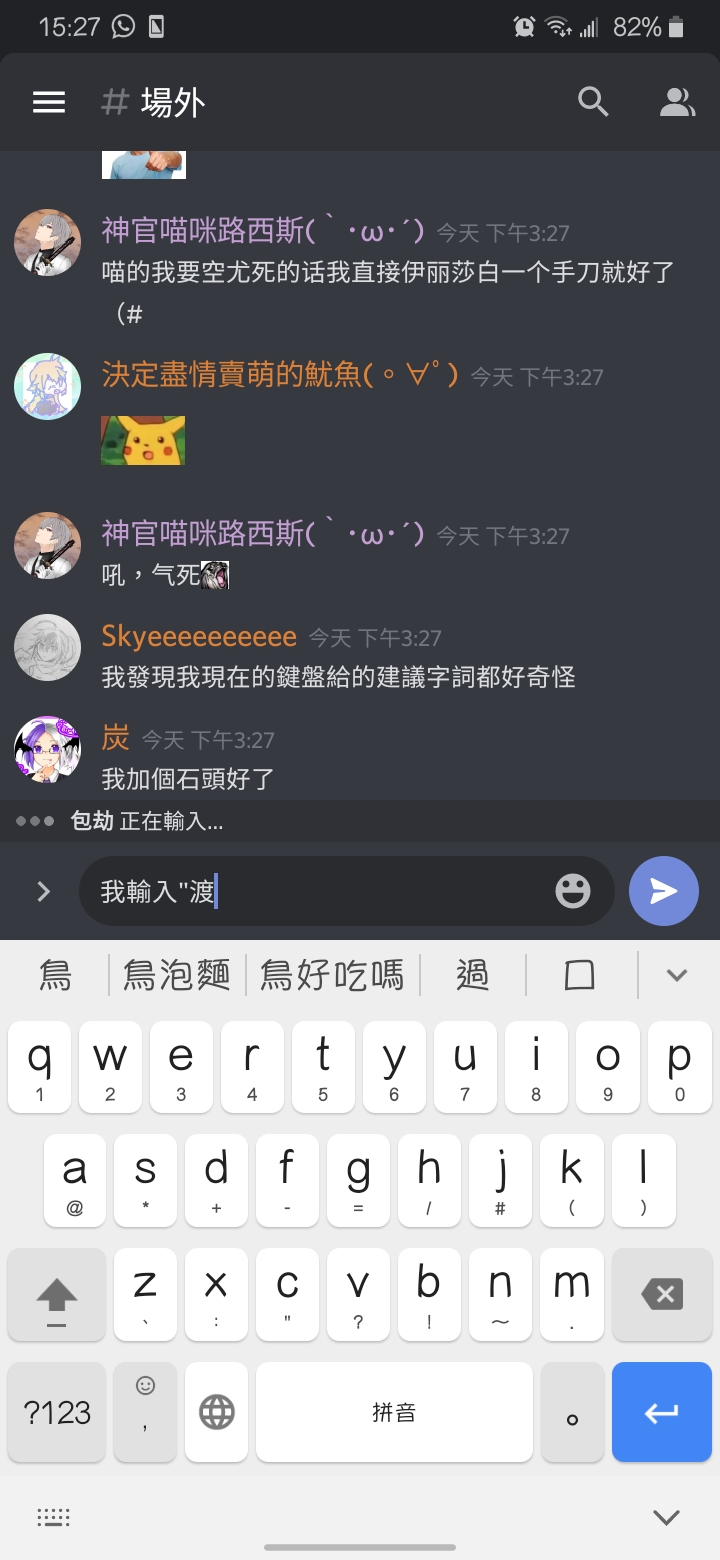 15:27 82%
# 場外
神官喵咪路西斯(｀･ω･´) 今天 下午3:27
喵的我要空尤死的话我直接伊丽莎白一个手刀就好了
（#
決定盡情賣萌的魷魚(。∀ﾟ) 今天 下午3:27
神官喵咪路西斯(｀･ω･´) 今天 下午3:27
吼，气死
Skyeeeeeeeeee 今天 下午3:27
我發現我現在的鍵盤給的建議字詞都好奇怪
炭 今天 下午3:27
我加個石頭好了
包劫 正在輸入...
我輸入"渡
鳥 鳥泡麵 鳥好吃嗎 過 口
q w e r t y u i o p
1 2 3 4 5 6 7 8 9 0
a s d f g h j k l
@ * + - = / # ( )
z x c v b n m
、 : " ? ! ～ .
?123 , 拼音 。